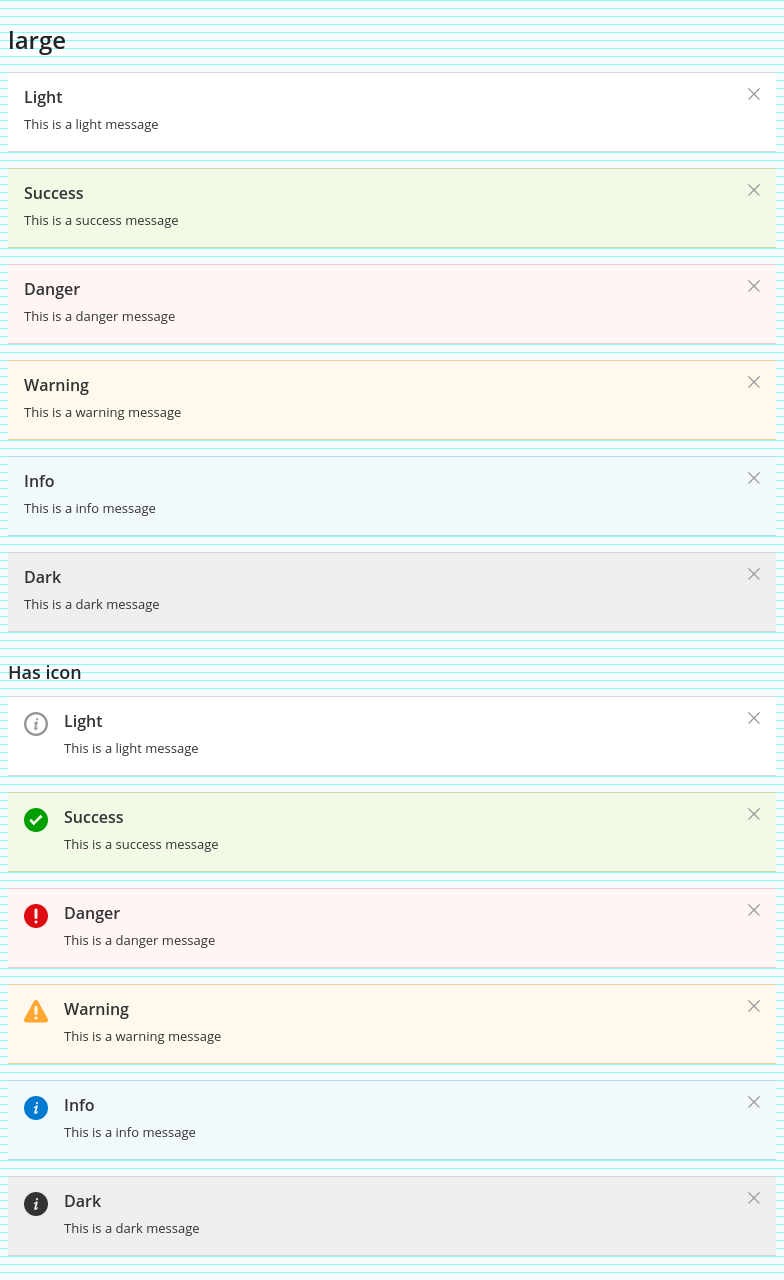 large
Light
This is a light message
Success
This is a success message
Danger
This is a danger message
Warning
This is a warning message
Info
This is a info message
Dark
This is a dark message
Has icon
Light
This is a light message
Success
This is a success message
Danger
This is a danger message
Warning
This is a warning message
Info
This is a info message
Dark
This is a dark message